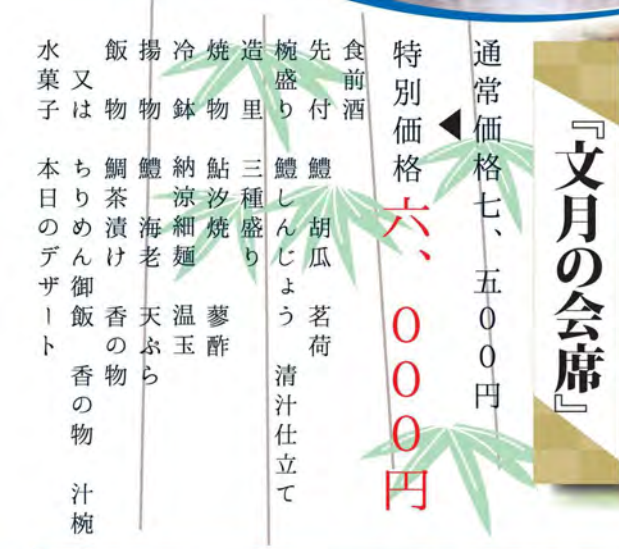 『文月の会席』
通常価格七、五00円
▼
特別価格六、000円
食前酒
先付 鱧 胡瓜 茗荷
椀盛り 鱧しんじょう 清汁仕立て
造里 三種盛り
焼物 鮎汐焼 蓼酢
冷鉢 納涼細麺 温玉
揚物 鱧 海老 天ぷら
飯物 鯛茶漬け 香の物
又は ちりめん御飯 香の物 汁椀
水菓子 本日のデザート